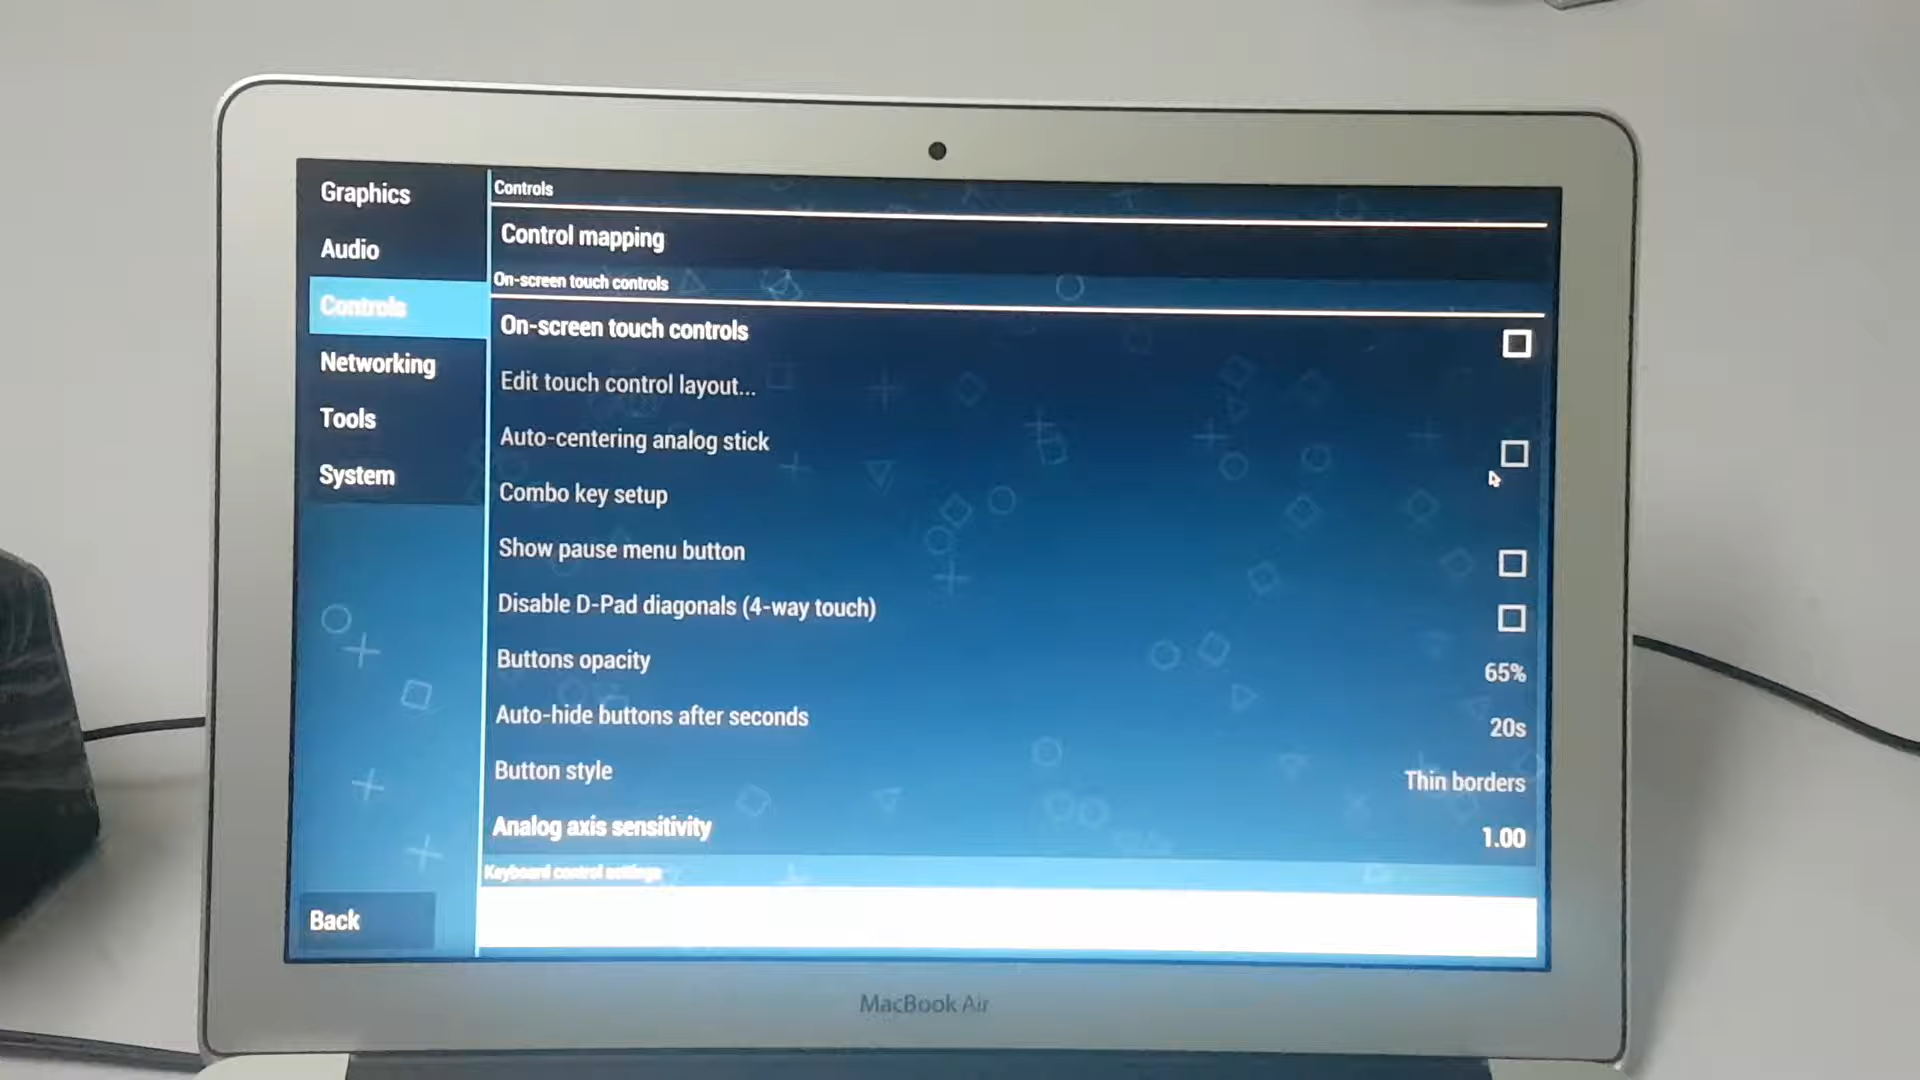 Graphics
Audio
Controls
Networking
Tools
System
Back
Controls
Control mapping
On-screen touch controls
On-screen touch controls
Edit touch control layout...
Auto-centering analog stick
Combo key setup
Show pause menu button
Disable D-Pad diagonals (4-way touch)
Buttons opacity 65%
Auto-hide buttons after seconds 20s
Button style Thin borders
Analog axis sensitivity 1.00
Keyboard control settings
MacBook Air